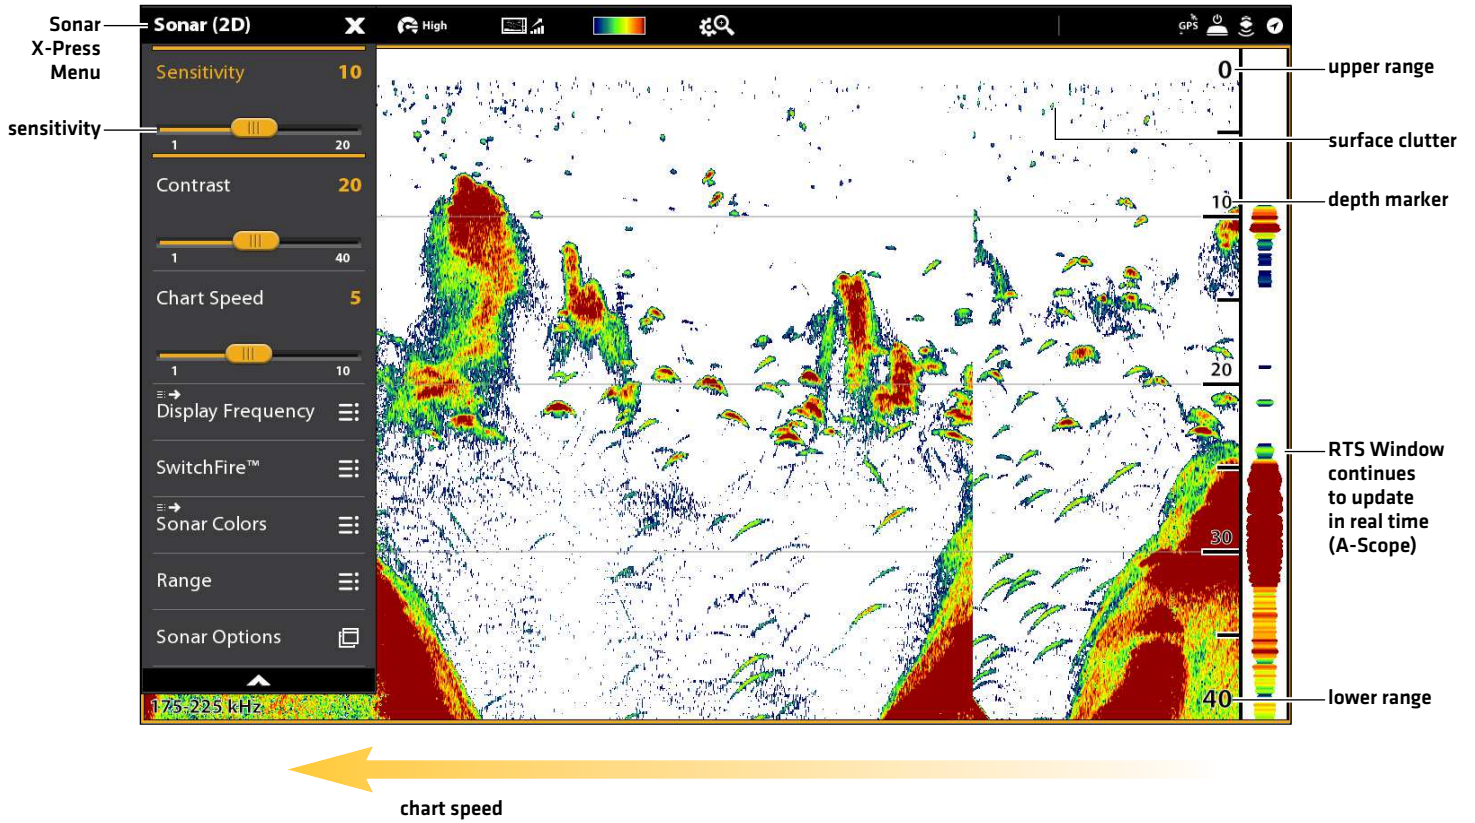 Sonar
X-Press
Menu
Sonar (2D)
X
High
GPS
Sensitivity 10
sensitivity
1 20
Contrast 20
1 40
Chart Speed 5
1 10
Display Frequency
SwitchFire™
Sonar Colors
Range
Sonar Options
175-225 kHz
0
10
20
30
40
upper range
surface clutter
depth marker
RTS Window
continues
to update
in real time
(A-Scope)
lower range
chart speed